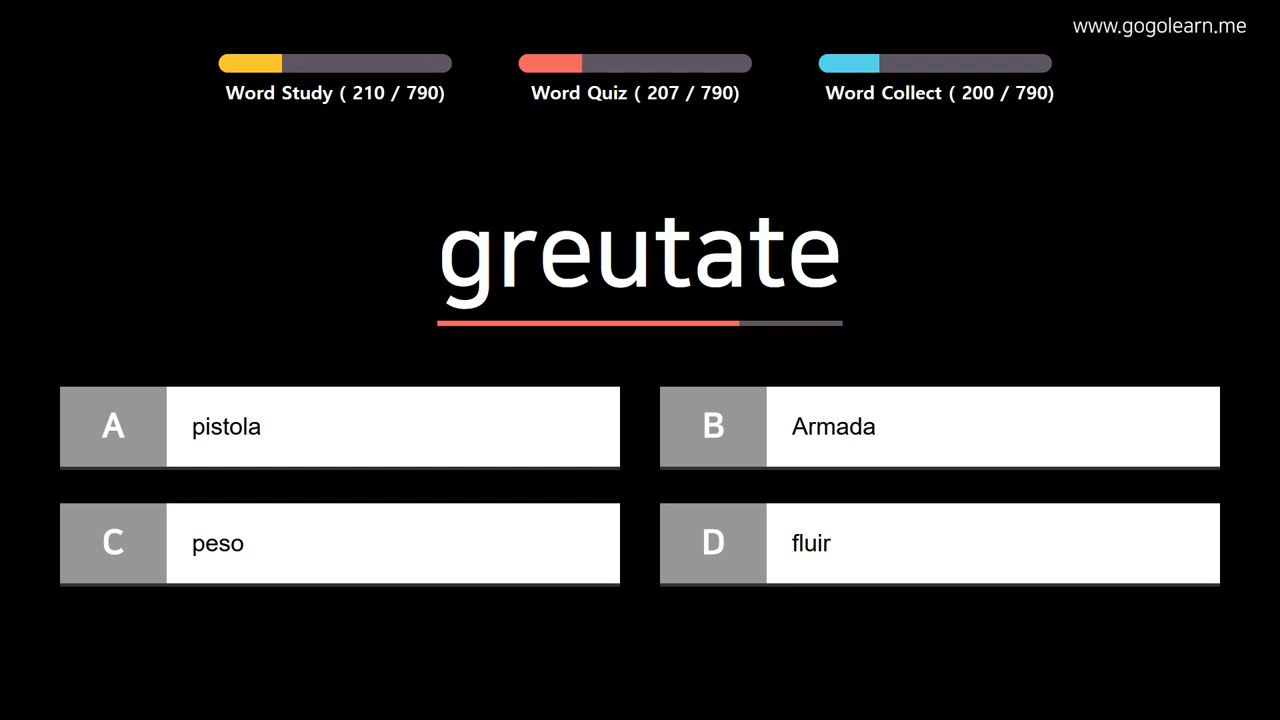 www.gogolearn.me
Word Study ( 210 / 790)
Word Quiz ( 207 / 790)
Word Collect ( 200 / 790)
greutate
A pistola
B Armada
C peso
D fluir